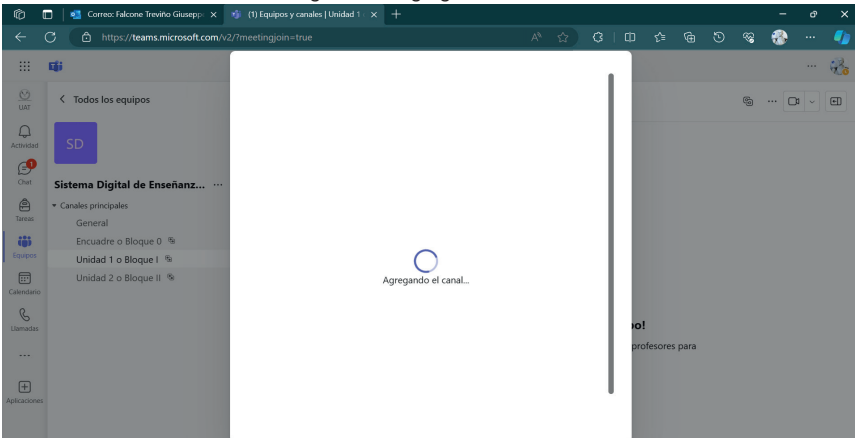 Correo: Falcone Treviño Giusepp
(1) Equipos y canales | Unidad 1
https://teams.microsoft.com/v2/?meetingjoin=true
UAT
Actividad
Chat
1
Tareas
Equipos
Calendario
Llamadas
Aplicaciones
Todos los equipos
SD
Sistema Digital de Enseñanz... ...
Canales principales
General
Encuadre o Bloque 0
Unidad 1 o Bloque I
Unidad 2 o Bloque II
Agregando el canal...
po!
profesores para